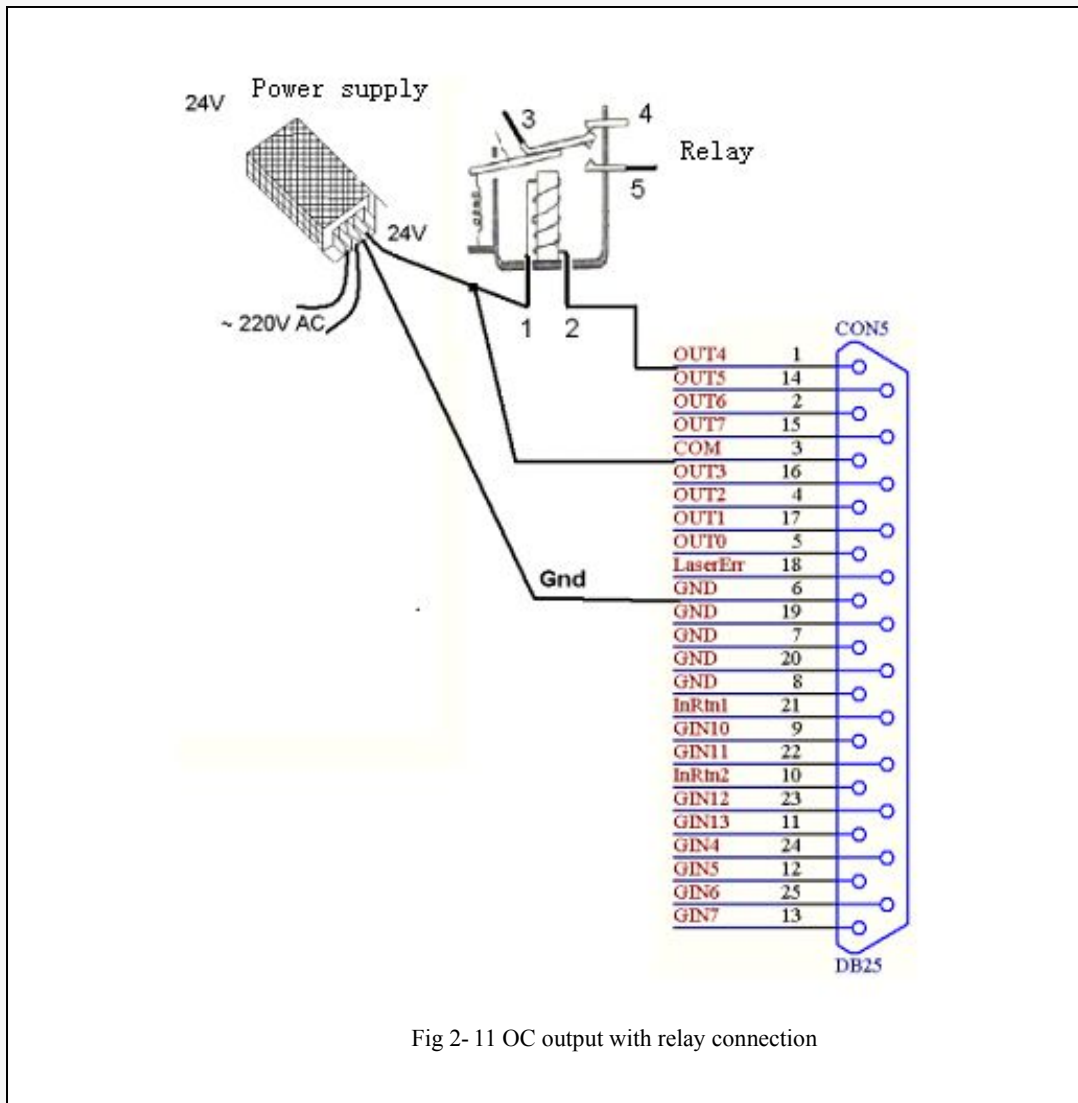 24V Power supply
3
4
Relay
5
24V
~ 220V AC
1 2
CON5
OUT4 1
OUT5 14
OUT6 2
OUT7 15
COM 3
OUT3 16
OUT2 4
OUT1 17
OUT0 5
LaserErr 18
Gnd
GND 6
GND 19
GND 7
GND 20
GND 8
InRtn1 21
GIN10 9
GIN11 22
InRtn2 10
GIN12 23
GIN13 11
GIN4 24
GIN5 12
GIN6 25
GIN7 13
DB25
Fig 2- 11 OC output with relay connection